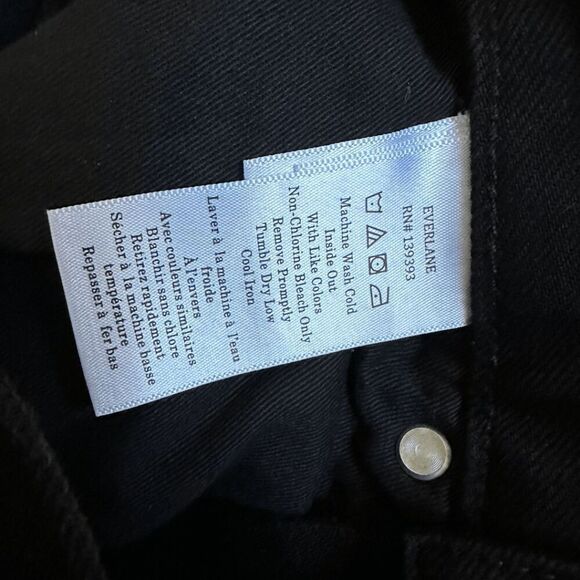 EVERLANE
RN# 139393
Machine Wash Cold
Inside Out
With Like Colors
Non-Chlorine Bleach Only
Remove Promptly
Tumble Dry Low
Cool Iron
Laver à la machine à l'eau
froide
À l'envers
Avec couleurs similaires
Blanchir sans chlore
Retirez rapidement
Sécher à la machine basse
température
Repasser à fer bas